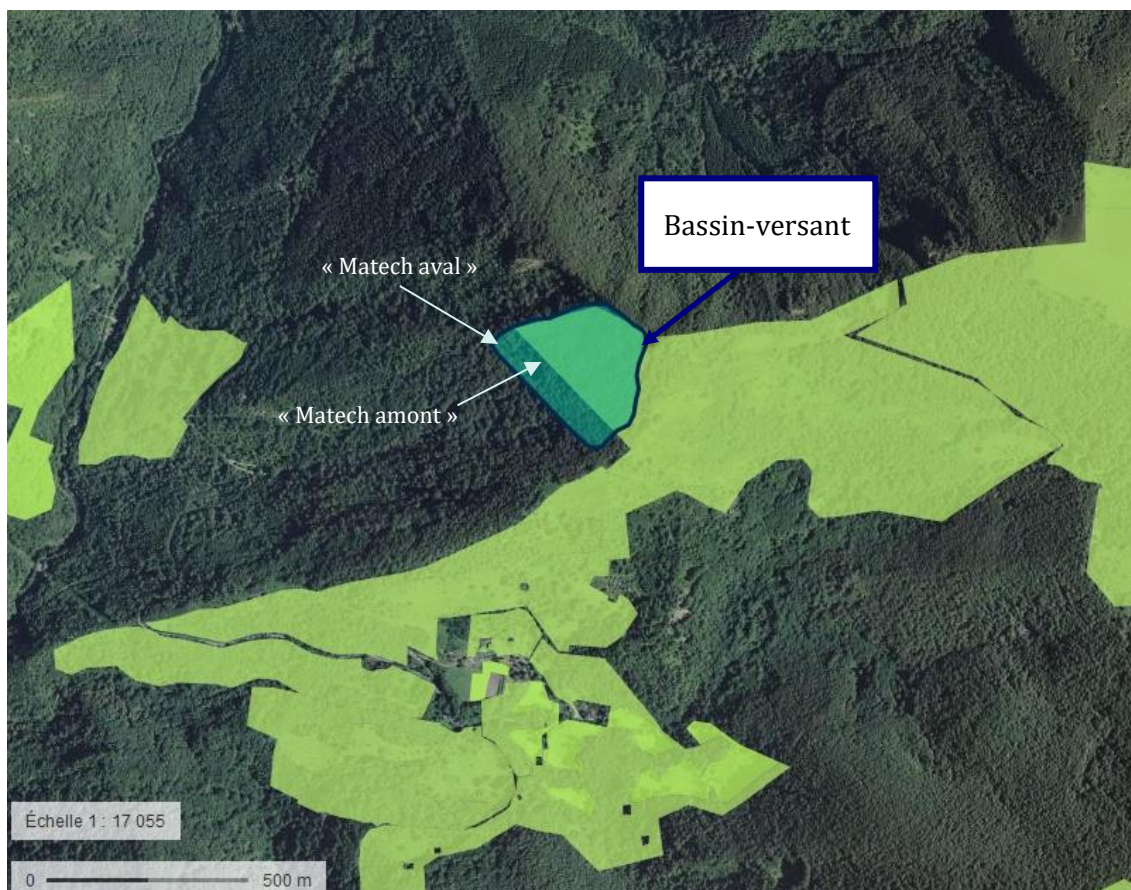 Bassin-versant
« Matech aval »
« Matech amont »
Échelle 1 : 17 055
0 500 m